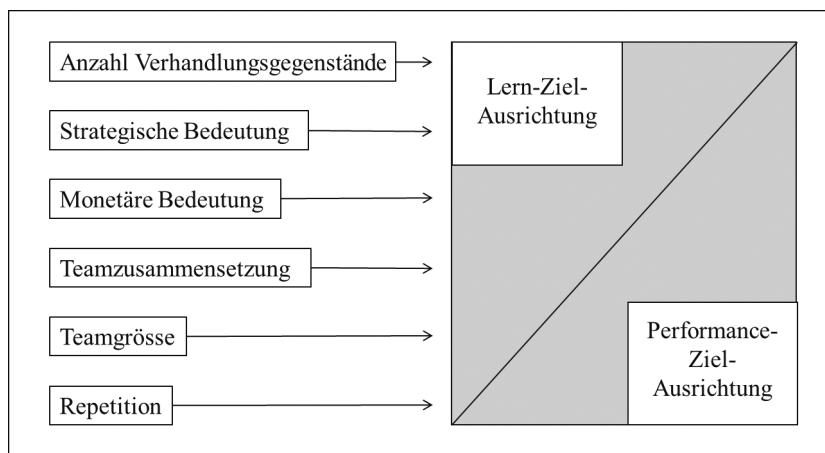 Anzahl Verhandlungsgegenstände
Strategische Bedeutung
Monetäre Bedeutung
Teamzusammensetzung
Teamgrösse
Repetition
Lern-Ziel-
Ausrichtung
Performance-
Ziel-
Ausrichtung